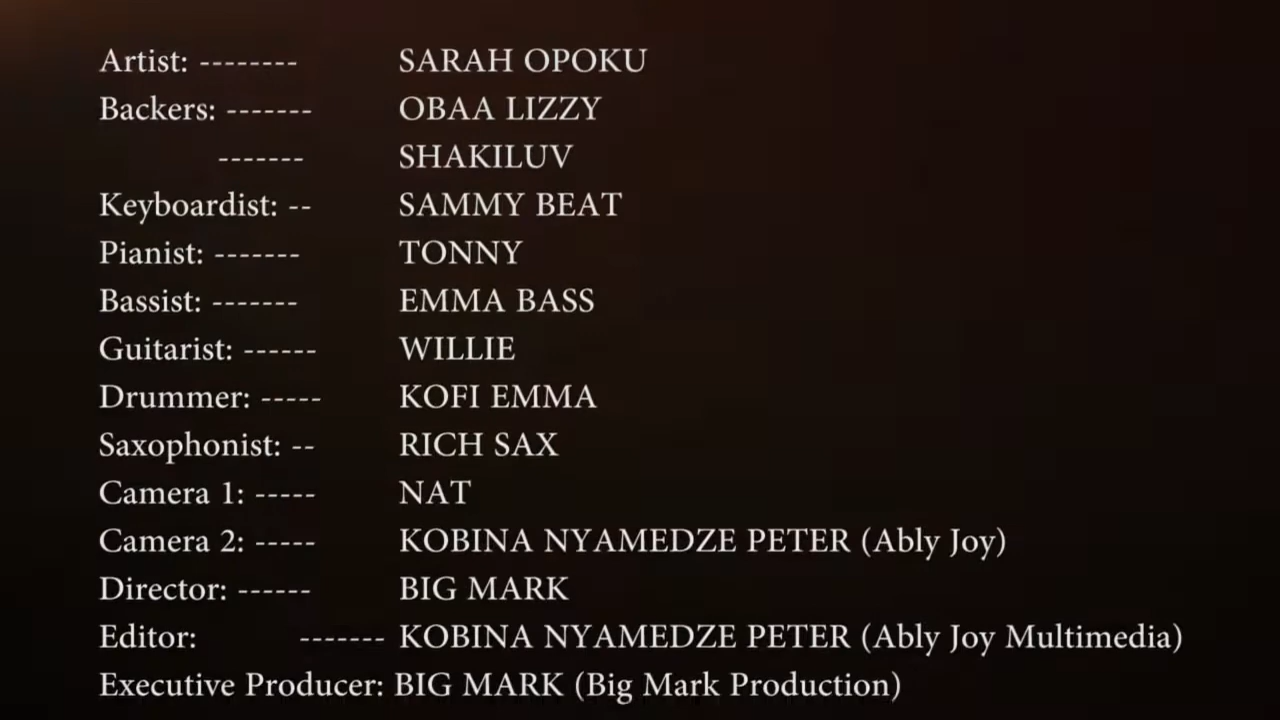 Artist: -------- SARAH OPOKU
Backers: ------- OBAA LIZZY
------- SHAKILUV
Keyboardist: -- SAMMY BEAT
Pianist: ------- TONNY
Bassist: ------- EMMA BASS
Guitarist: ------ WILLIE
Drummer: ----- KOFI EMMA
Saxophonist: -- RICH SAX
Camera 1: ----- NAT
Camera 2: ----- KOBINA NYAMEDZE PETER (Ably Joy)
Director: ------ BIG MARK
Editor: ------- KOBINA NYAMEDZE PETER (Ably Joy Multimedia)
Executive Producer: BIG MARK (Big Mark Production)